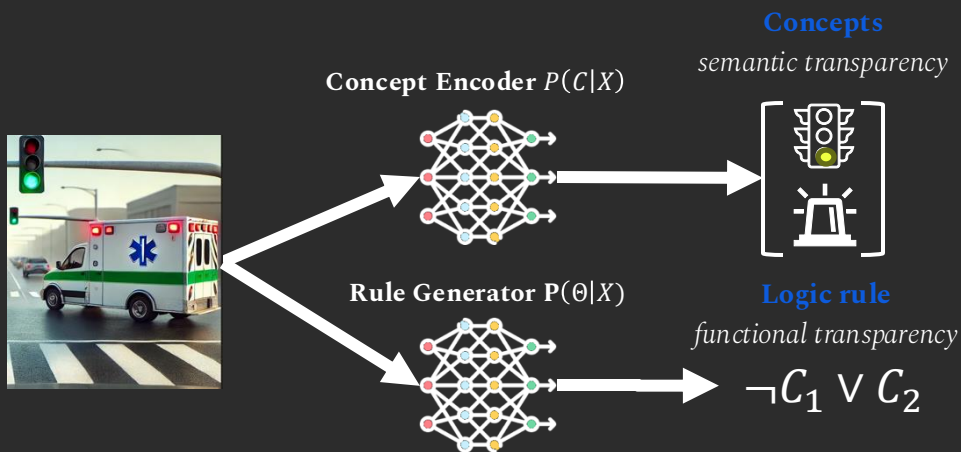 Concepts
semantic transparency
Concept Encoder P(C|X)
Rule Generator P(Θ|X)
Logic rule
functional transparency
¬C₁ ∨ C₂